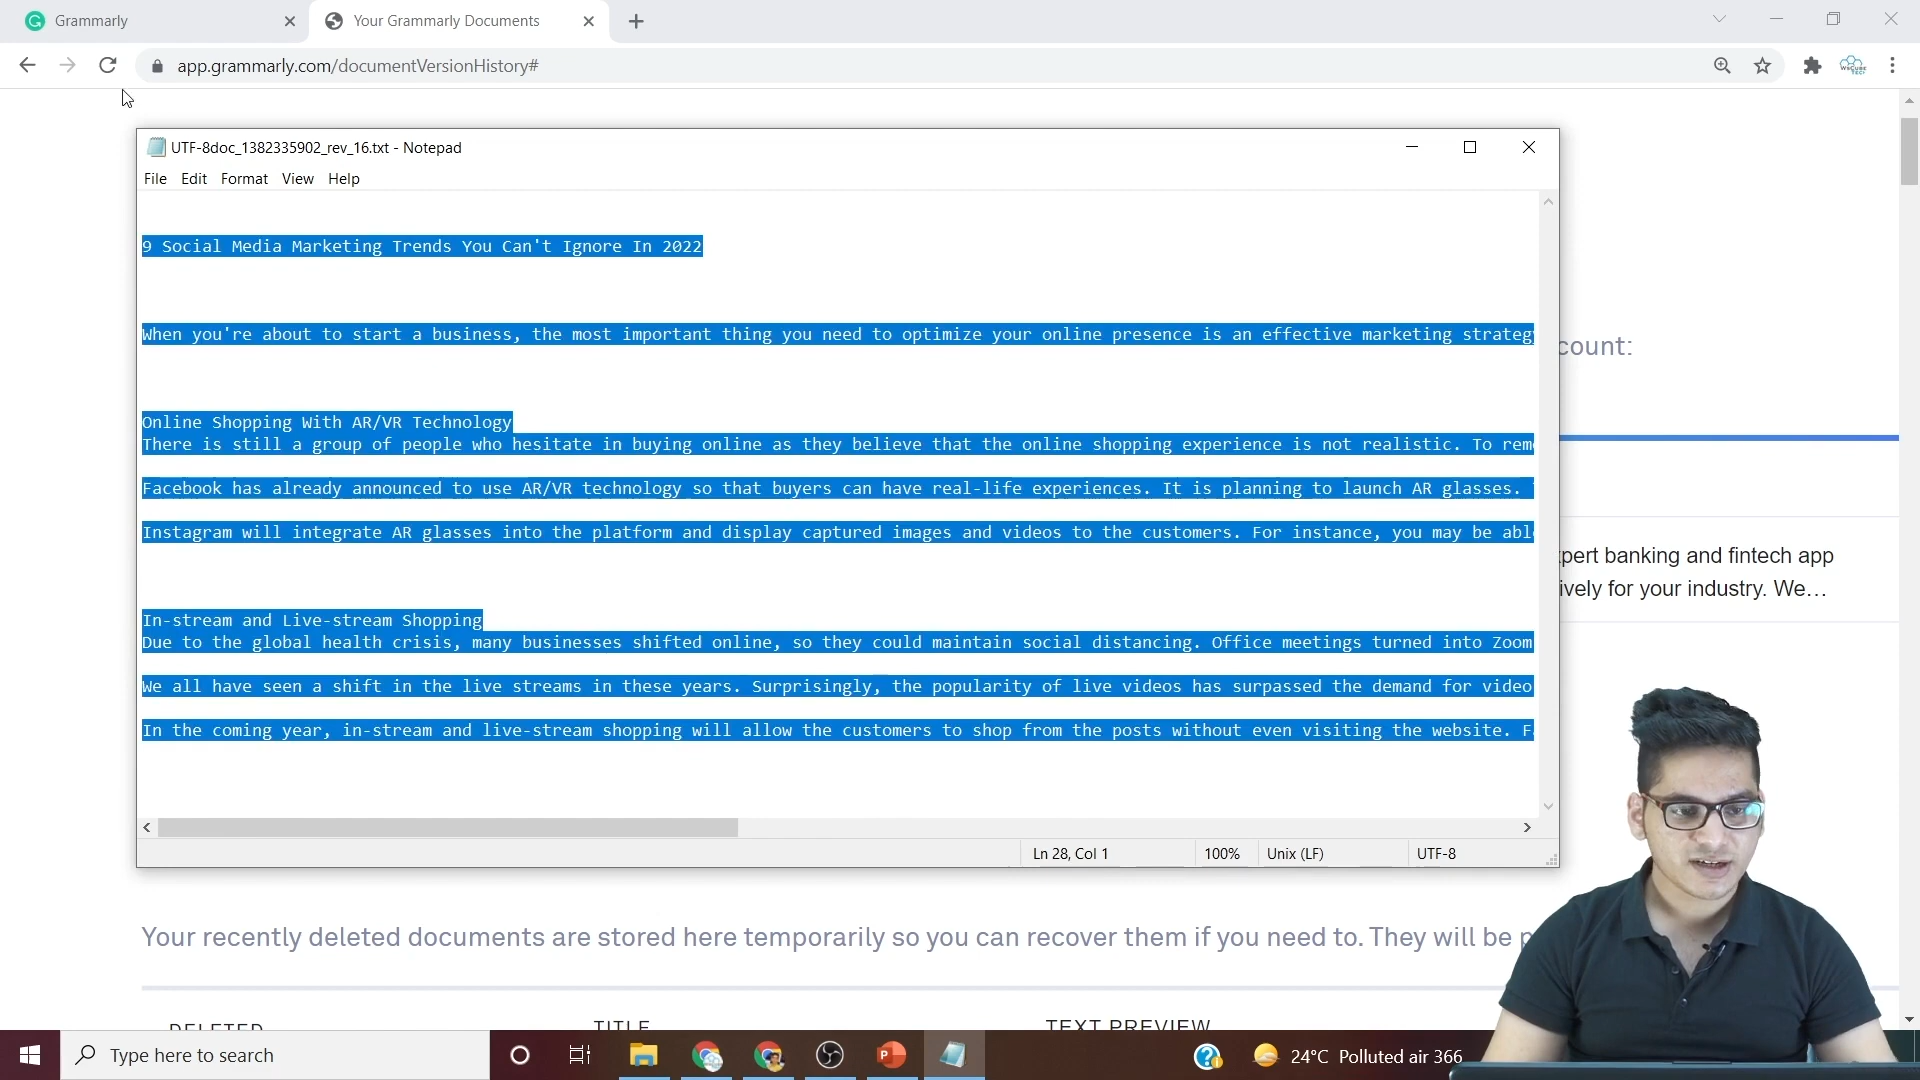 Grammarly
Your Grammarly Documents
app.grammarly.com/documentVersionHistory#
UTF-8doc_1382335902_rev_16.txt - Notepad
File Edit Format View Help
9 Social Media Marketing Trends You Can't Ignore In 2022
When you're about to start a business, the most important thing you need to optimize your online presence is an effective marketing strategy
count:
Online Shopping With AR/VR Technology
There is still a group of people who hesitate in buying online as they believe that the online shopping experience is not realistic. To
Facebook has already announced to use AR/VR technology so that buyers can have real-life experiences. It is planning to launch AR glasses.
Instagram will integrate AR glasses into the platform and display captured images and videos to the customers. For instance, you may be
pert banking and fintech app
ively for your industry. We...
In-stream and Live-stream Shopping
Due to the global health crisis, many businesses shifted online, so they could maintain social distancing. Office meetings turned into Zoom
We all have seen a shift in the live streams in these years. Surprisingly, the popularity of live videos has surpassed the demand for video
In the coming year, in-stream and live-stream shopping will allow the customers to shop from the posts without even visiting the website.
Ln 28, Col 1 100% Unix (LF) UTF-8
Your recently deleted documents are stored here temporarily so you can recover them if you need to. They will be
DELETED TITLE TEXT PREVIEW
Type here to search
24°C Polluted air 366